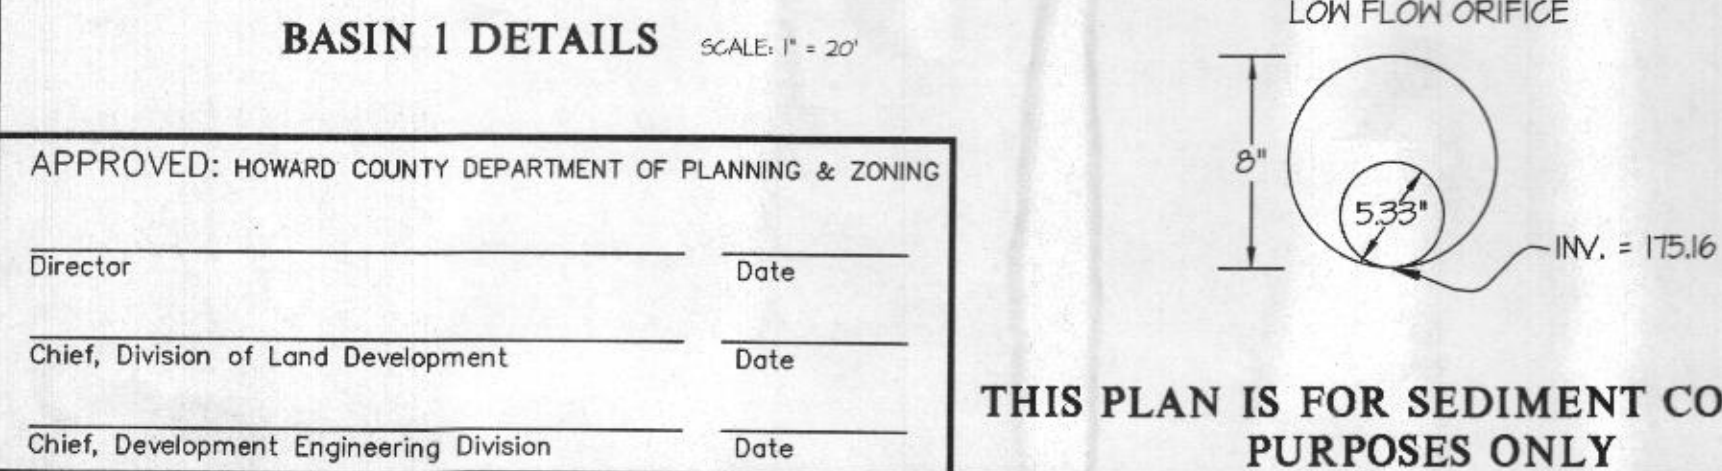 BASIN 1 DETAILS SCALE: 1" = 20'
APPROVED: HOWARD COUNTY DEPARTMENT OF PLANNING & ZONING
Director Date
Chief, Division of Land Development Date
Chief, Development Engineering Division Date
LOW FLOW ORIFICE
8"
5.33"
INV. = 175.16
THIS PLAN IS FOR SEDIMENT CO
PURPOSES ONLY